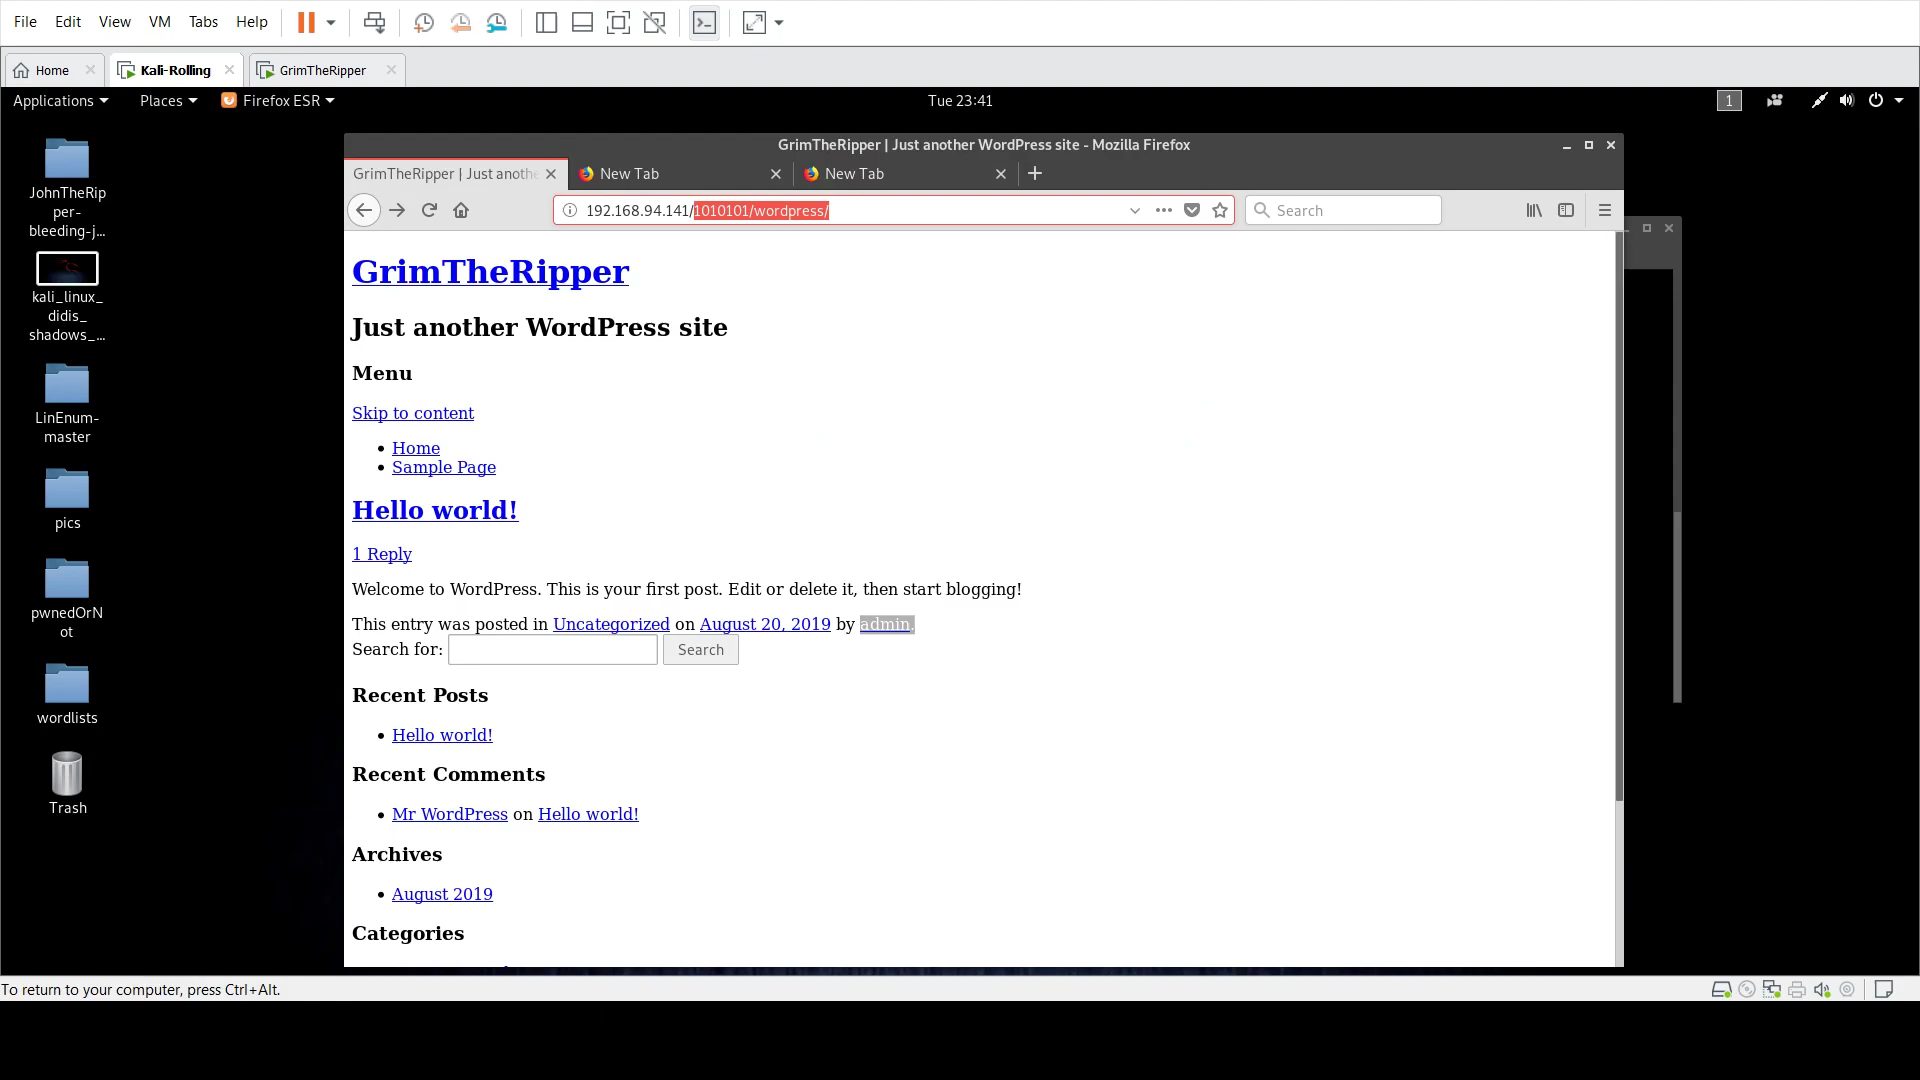 File Edit View VM Tabs Help
Home Kali-Rolling GrimTheRipper
Applications Places Firefox ESR Tue 23:41 1
JohnTheRip
per-
bleeding-j...
kali_linux_
didis_
shadows_...
LinEnum-
master
pics
pwnedOrN
ot
wordlists
Trash
GrimTheRipper | Just another WordPress site - Mozilla Firefox
GrimTheRipper | Just anothe New Tab New Tab
192.168.94.141/1010101/wordpress/ Search
GrimTheRipper
Just another WordPress site
Menu
Skip to content
Home
Sample Page
Hello world!
1 Reply
Welcome to WordPress. This is your first post. Edit or delete it, then start blogging!
This entry was posted in Uncategorized on August 20, 2019 by admin.
Search for: Search
Recent Posts
Hello world!
Recent Comments
Mr WordPress on Hello world!
Archives
August 2019
Categories
To return to your computer, press Ctrl+Alt.